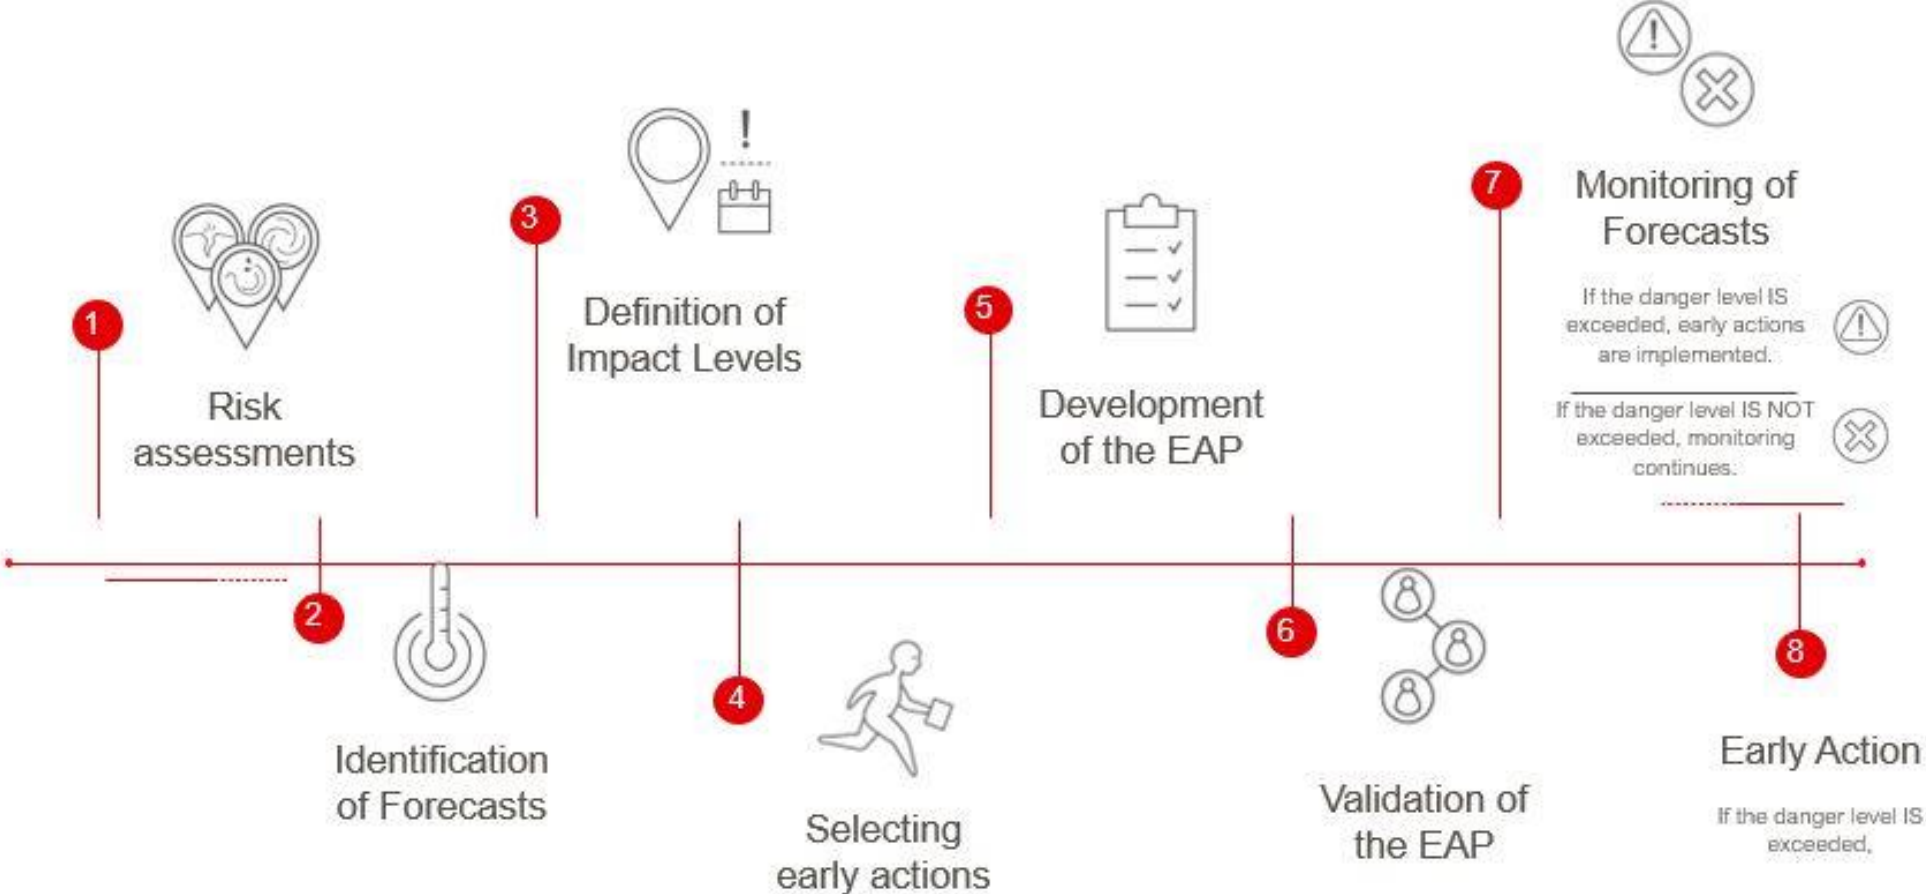 1
Risk
assessments
2
Identification
of Forecasts
3
Definition of
Impact Levels
4
Selecting
early actions
5
Development
of the EAP
6
Validation of
the EAP
7
Monitoring of
Forecasts
If the danger level IS
exceeded, early actions
are implemented.
If the danger level IS NOT
exceeded, monitoring
continues.
8
Early Action
If the danger level IS
exceeded,